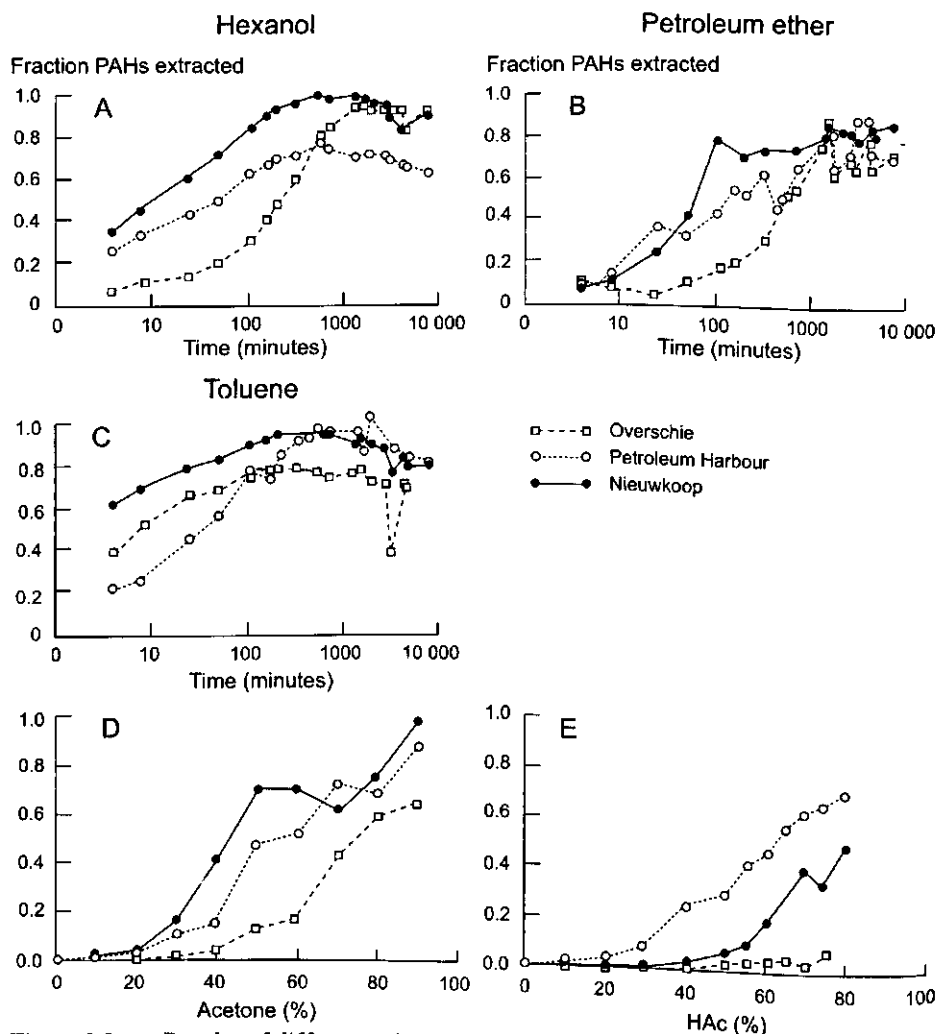 Hexanol
Petroleum ether
Fraction PAHs extracted
Fraction PAHs extracted
A
1.0
0.8
0.6
0.4
0.2
0
0 10 100 1000 10 000
Time (minutes)
B
1.0
0.8
0.6
0.4
0.2
0
0 10 100 1000 10 000
Time (minutes)
Toluene
C
1.0
0.8
0.6
0.4
0.2
0
0 10 100 1000 10 000
Time (minutes)
Overschie
Petroleum Harbour
Nieuwkoop
D
1.0
0.8
0.6
0.4
0.2
0.0
0 20 40 60 80 100
Acetone (%)
E
1.0
0.8
0.6
0.4
0.2
0.0
0 20 40 60 80 100
HAc (%)